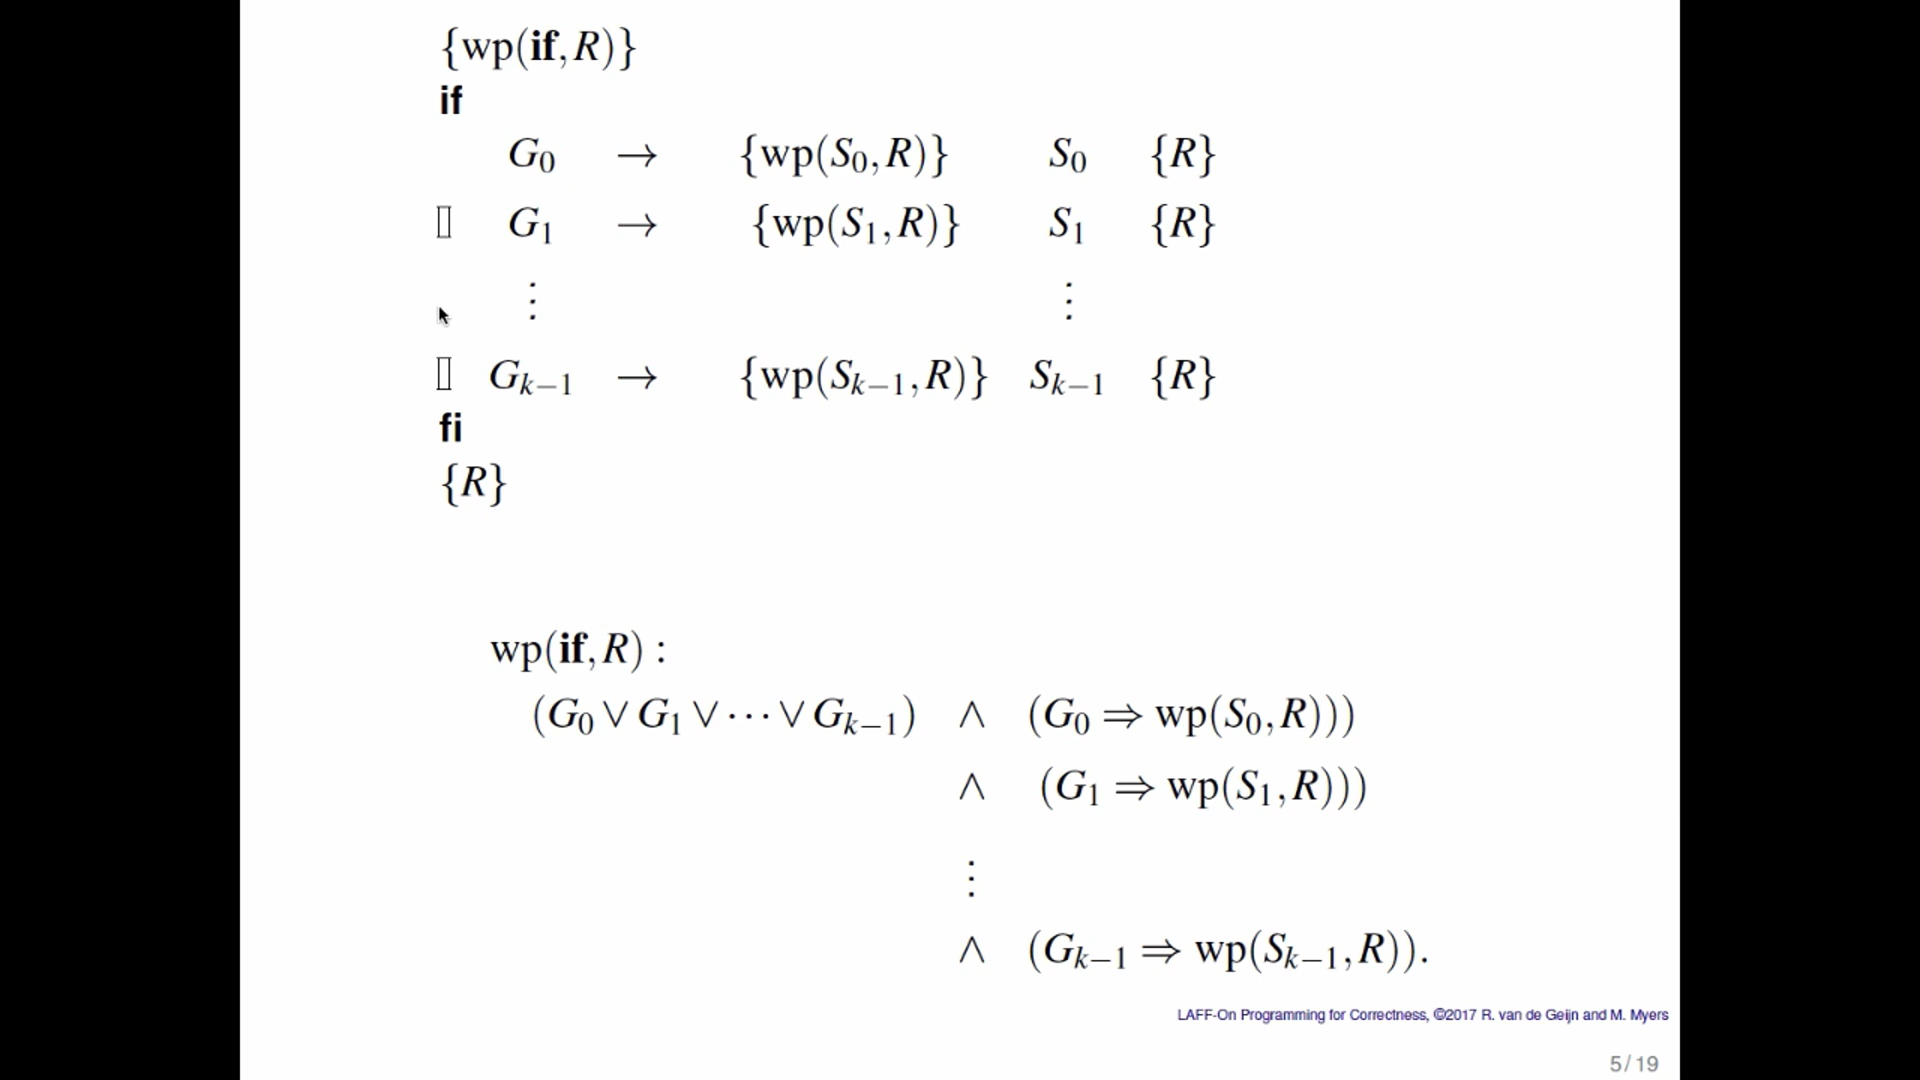 {wp(if, R)}
if
G₀ → {wp(S₀, R)} S₀ {R}
▯ G₁ → {wp(S₁, R)} S₁ {R}
⋮ ⋮
▯ Gₖ₋₁ → {wp(Sₖ₋₁, R)} Sₖ₋₁ {R}
fi
{R}
wp(if, R) :
(G₀ ∨ G₁ ∨ ⋯ ∨ Gₖ₋₁) ∧ (G₀ ⇒ wp(S₀, R)))
∧ (G₁ ⇒ wp(S₁, R)))
⋮
∧ (Gₖ₋₁ ⇒ wp(Sₖ₋₁, R)).
LAFF-On Programming for Correctness, ©2017 R. van de Geijn and M. Myers
5 / 19